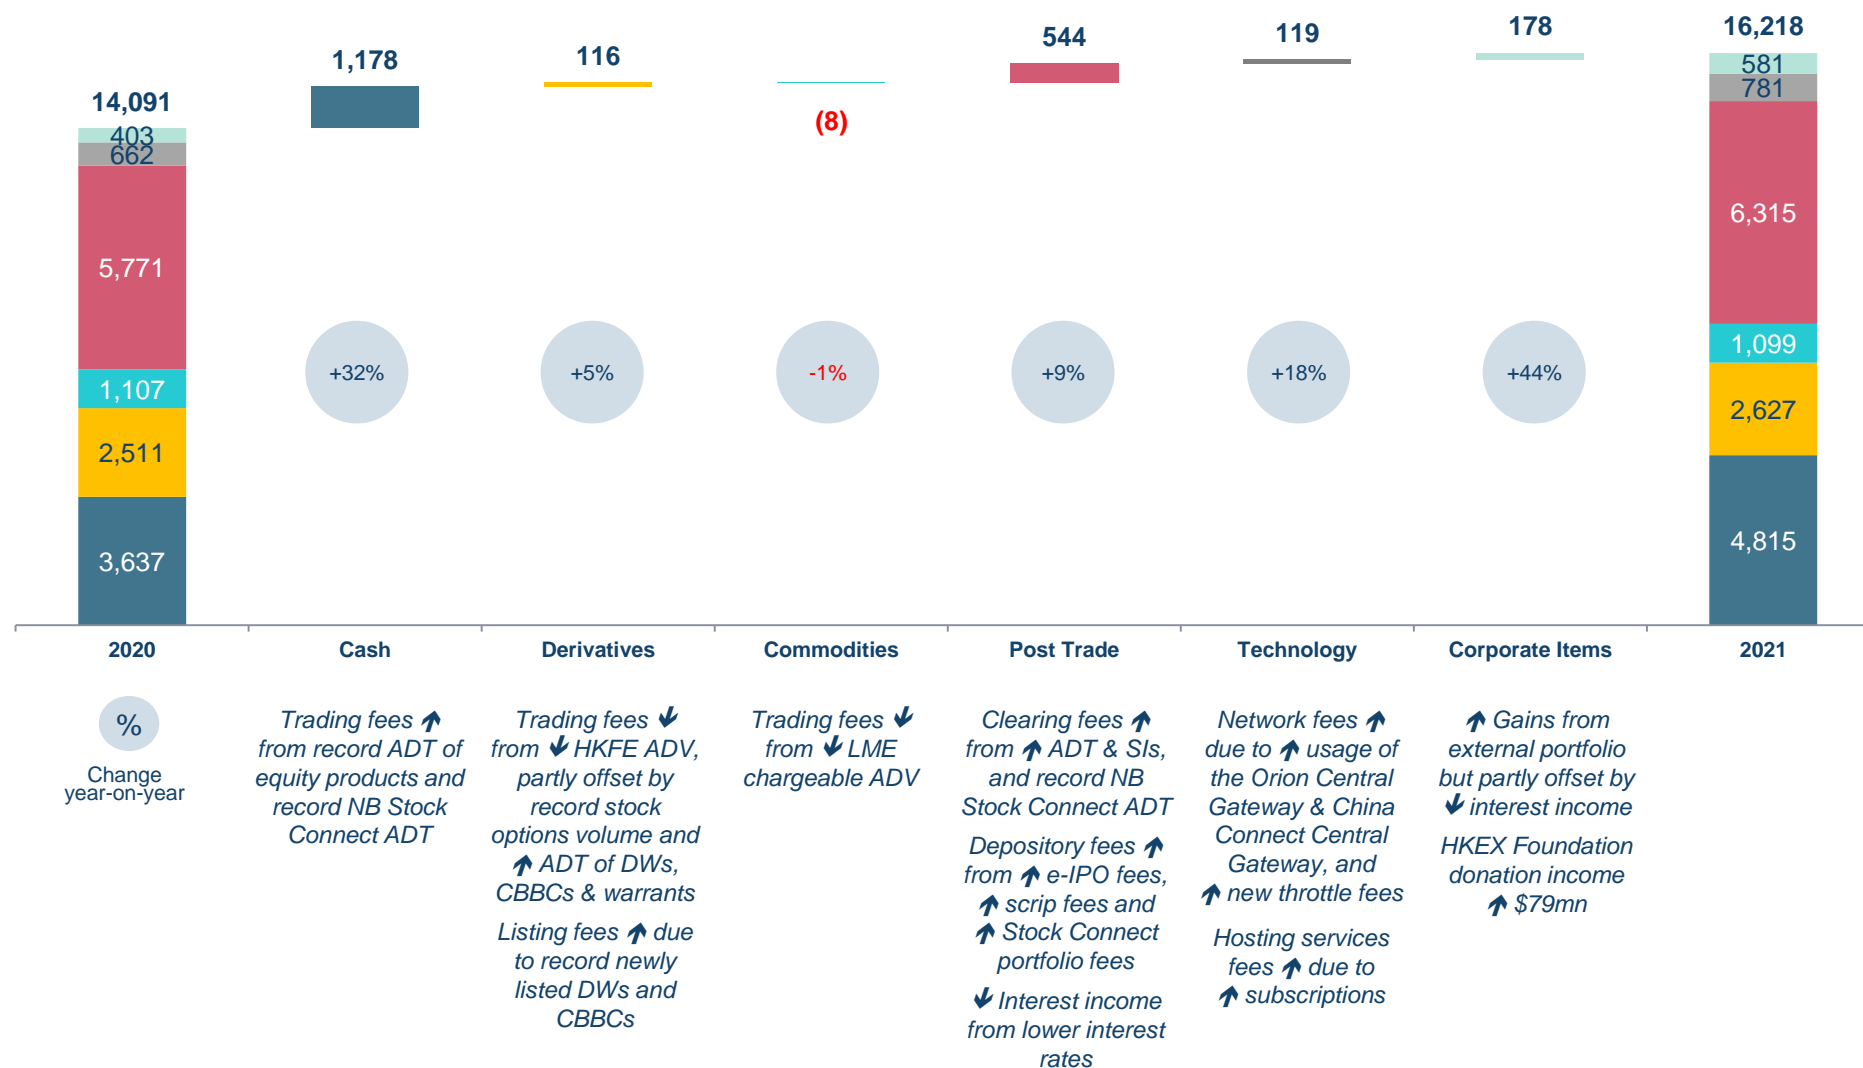 14,091
403
662
5,771
1,107
2,511
3,637
1,178
116
(8)
544
119
178
16,218
581
781
6,315
1,099
2,627
4,815
+32%
+5%
-1%
+9%
+18%
+44%
2020
Cash
Derivatives
Commodities
Post Trade
Technology
Corporate Items
2021
%
Change
year-on-year
Trading fees 🡹
from record ADT of
equity products and
record NB Stock
Connect ADT
Trading fees 🡻
from 🡻 HKFE ADV,
partly offset by
record stock
options volume and
🡹 ADT of DWs,
CBBCs & warrants
Listing fees 🡹 due
to record newly
listed DWs and
CBBCs
Trading fees 🡻
from 🡻 LME
chargeable ADV
Clearing fees 🡹
from 🡹 ADT & SIs,
and record NB
Stock Connect ADT
Depository fees 🡹
from 🡹 e-IPO fees,
🡹 scrip fees and
🡹 Stock Connect
portfolio fees
🡻 Interest income
from lower interest
rates
Network fees 🡹
due to 🡹 usage of
the Orion Central
Gateway & China
Connect Central
Gateway, and
🡹 new throttle fees
Hosting services
fees 🡹 due to
🡹 subscriptions
🡹 Gains from
external portfolio
but partly offset by
🡻 interest income
HKEX Foundation
donation income
🡹 $79mn